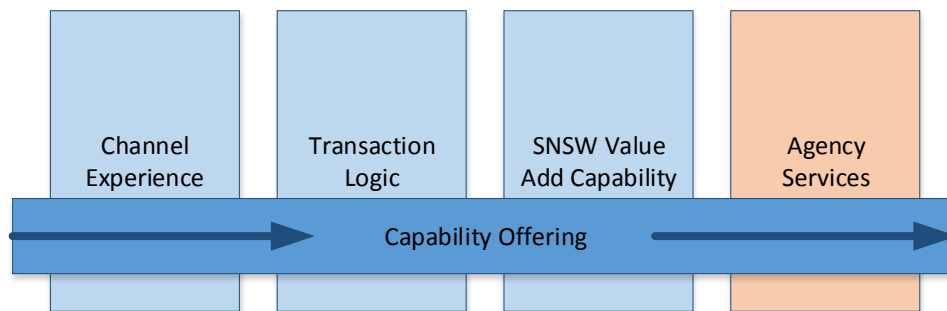 Channel
Experience
Transaction
Logic
SNSW Value
Add Capability
Agency
Services
Capability Offering